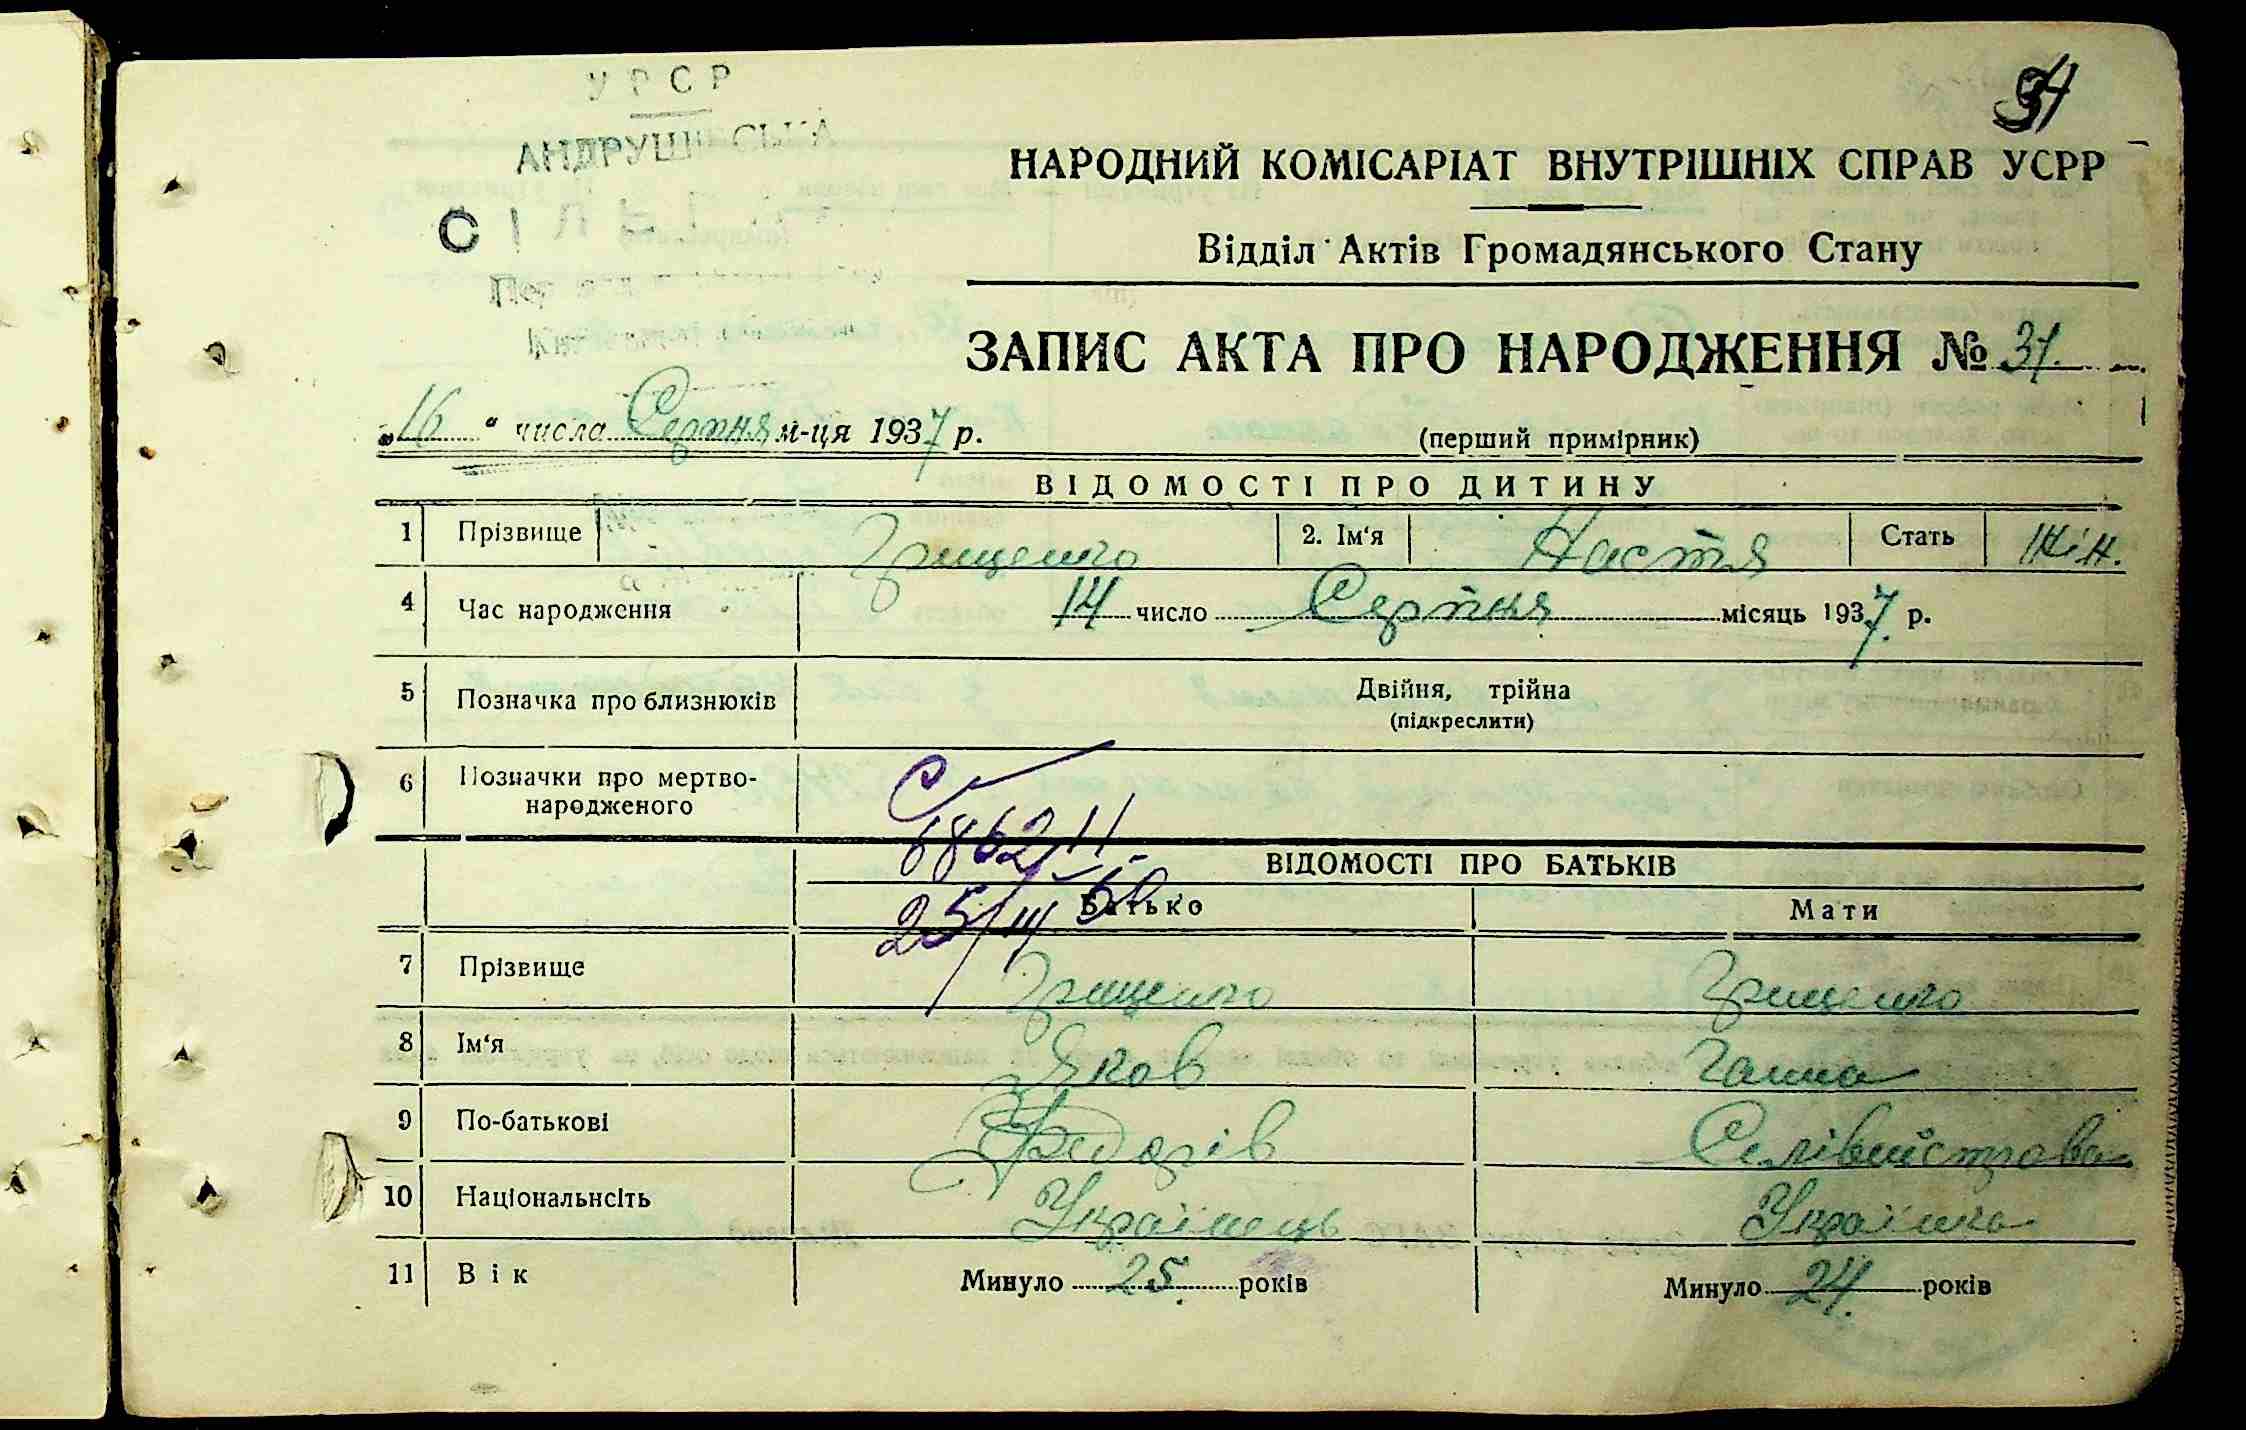 34
УРСР
НАРОДНИЙ КОМІСАРІАТ ВНУТРІШНІХ СПРАВ УСРР
Відділ Актів Громадянського Стану
ЗАПИС АКТА ПРО НАРОДЖЕННЯ № 31.
„16“ числа Серпня м-ця 1937 р.
(перший примірник)
ВІДОМОСТІ ПРО ДИТИНУ
1 Прізвище Грищенко 2. Ім'я Настя Стать Жін.
4 Час народження 14 число Серпня місяць 1937 р.
5 Позначка про близнюків Двійня, трійна
(підкреслити)
6 Позначки про мертво-
народженого
ВІДОМОСТІ ПРО БАТЬКІВ
Батько Мати
7 Прізвище Грищенко Грищенко
8 Ім'я Яков Ганна
9 По-батькові Федорів Селівейстрова
10 Національнсіть Українець Українка
11 Вік Минуло 25. років Минуло 24. років